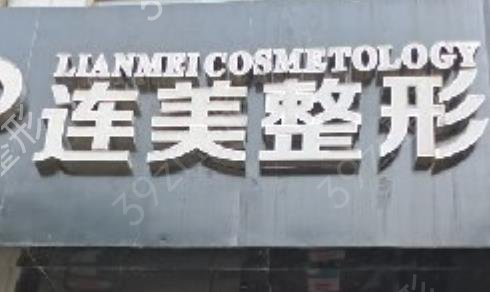 LIANMEI COSMETOLOGY
连美整形